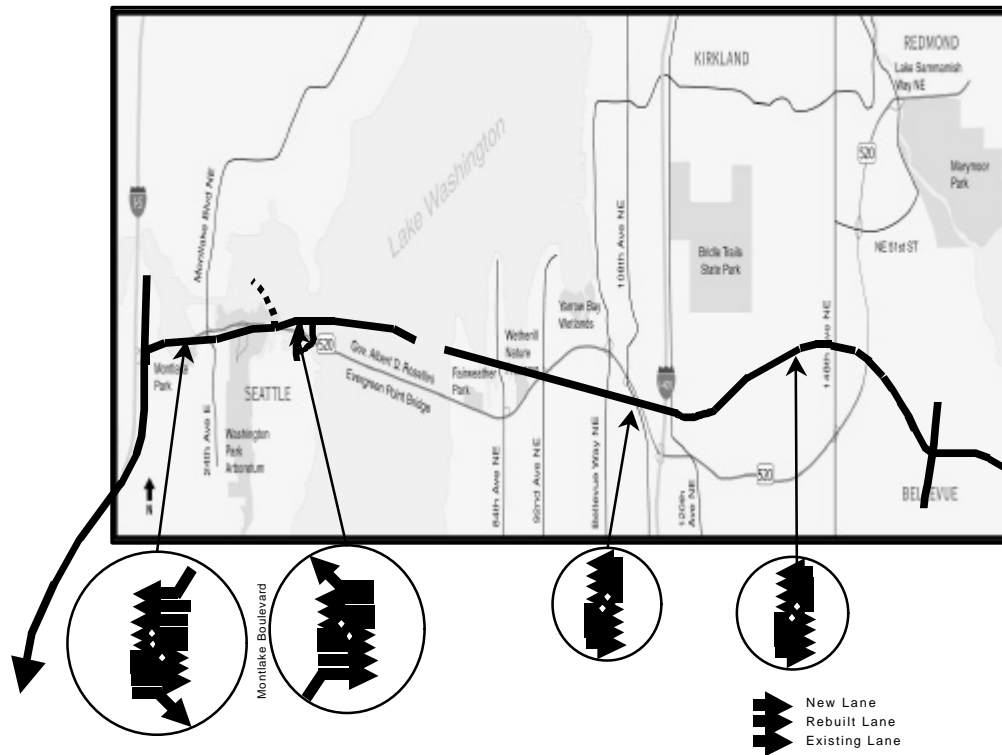 REDMOND
KIRKLAND
Lake Sammamish
Way NE
520
Marymoor
Park
Lake Washington
Montlake Blvd NE
I-5
108th Ave NE
NE 51st ST
Bridle Trails
State Park
Yarrow Bay
Wetlands
148th Ave NE
Wetherill
Nature
520
Gov. Albert D. Rosellini
Evergreen Point Bridge
Fairweather
Park
Montlake
Park
SEATTLE
24th Ave E
Washington
Park
Arboretum
84th Ave NE
92nd Ave NE
Bellevue Way NE
120th
Ave NE
520
N
Montlake Boulevard
New Lane
Rebuilt Lane
Existing Lane